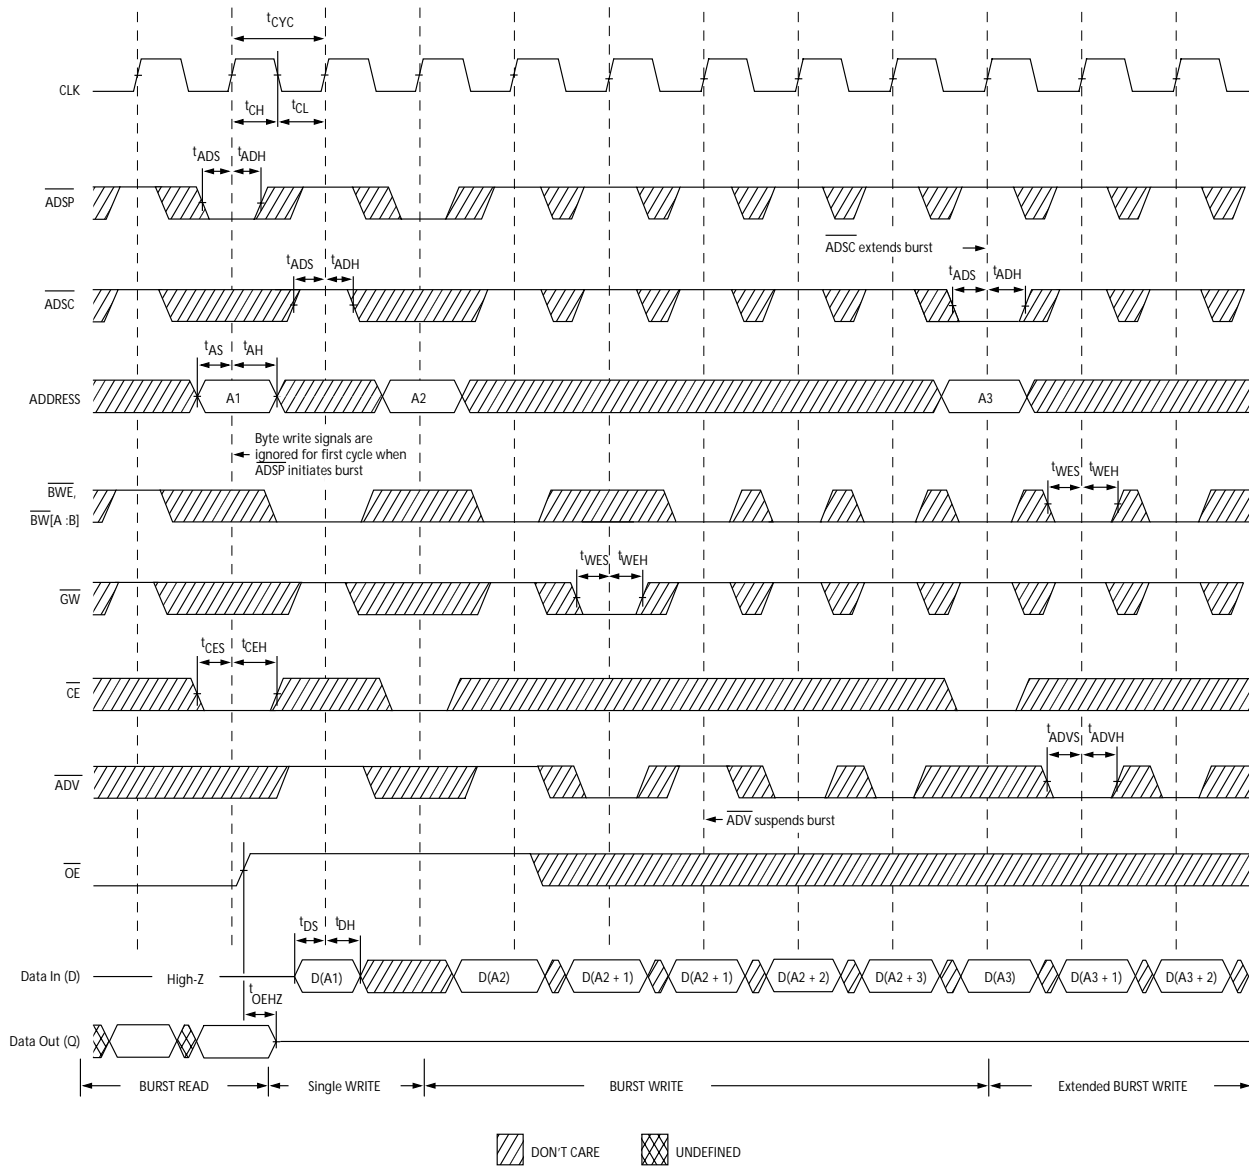 tCYC
CLK
tCH
tCL
tADS
tADH
ADSP
ADSC extends burst
tADS
tADH
tADS
tADH
ADSC
tAS
tAH
ADDRESS
A1
A2
A3
Byte write signals are
ignored for first cycle when
ADSP initiates burst
BWE,
BW[A :B]
tWES
tWEH
tWES
tWEH
GW
tCES
tCEH
CE
tADVS
tADVH
ADV
ADV suspends burst
OE
tDS
tDH
Data In (D)
High-Z
D(A1)
D(A2)
D(A2 + 1)
D(A2 + 1)
D(A2 + 2)
D(A2 + 3)
D(A3)
D(A3 + 1)
D(A3 + 2)
tOEHZ
Data Out (Q)
BURST READ
Single WRITE
BURST WRITE
Extended BURST WRITE
DON'T CARE
UNDEFINED